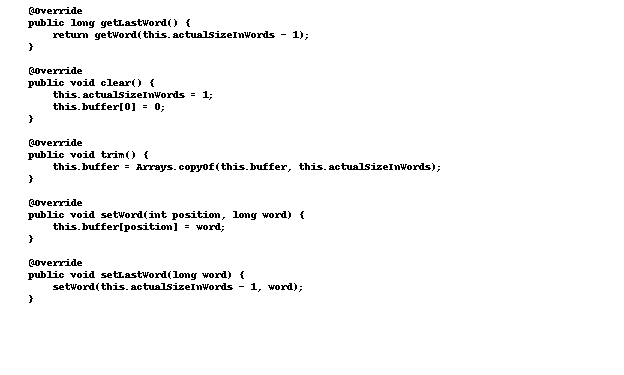 @Override
public long getLastWord() {
return getWord(this.actualSizeInWords - 1);
}
@Override
public void clear() {
this.actualSizeInWords = 1;
this.buffer[0] = 0;
}
@Override
public void trim() {
this.buffer = Arrays.copyOf(this.buffer, this.actualSizeInWords);
}
@Override
public void setWord(int position, long word) {
this.buffer[position] = word;
}
@Override
public void setLastWord(long word) {
setWord(this.actualSizeInWords - 1, word);
}